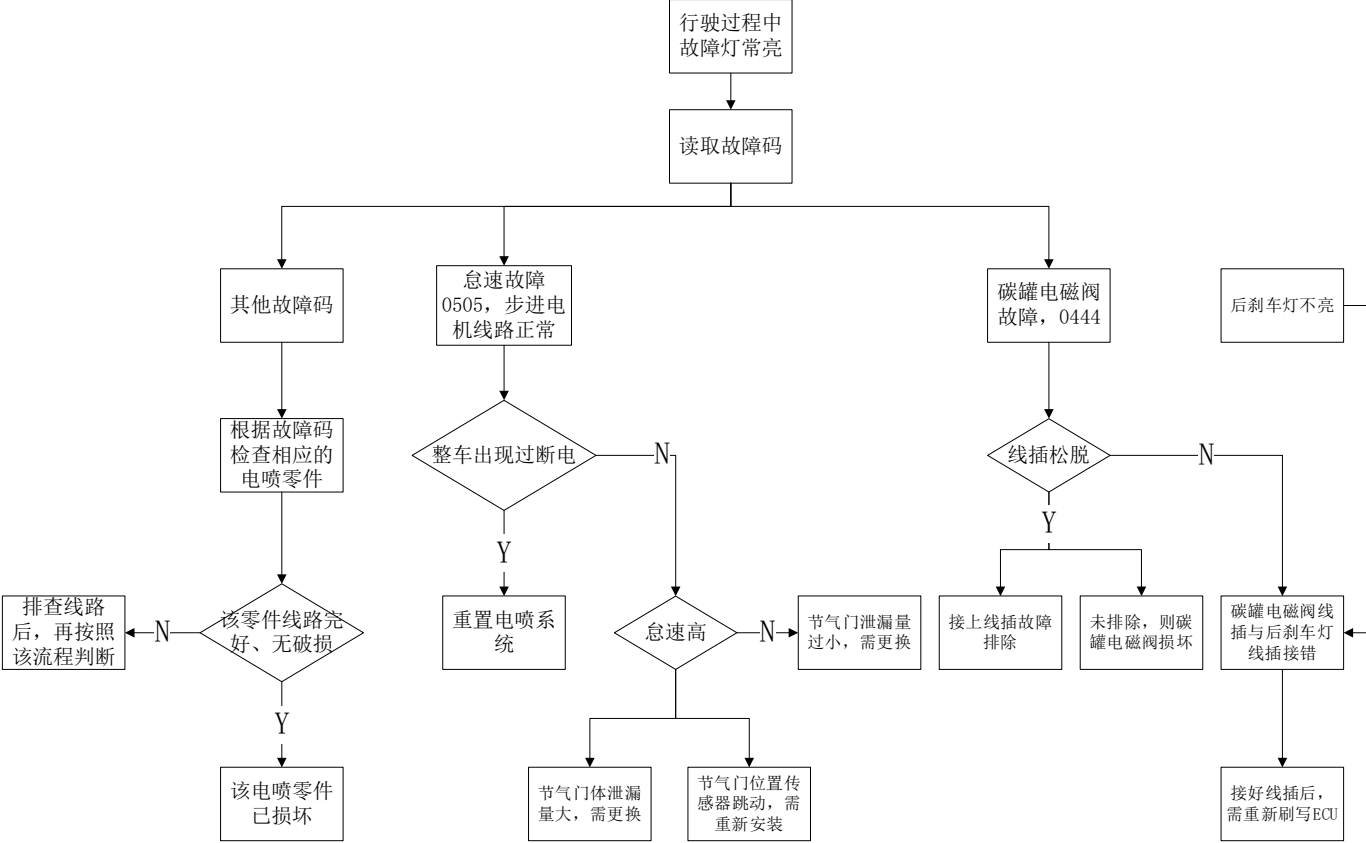 行驶过程中
故障灯常亮
读取故障码
其他故障码
怠速故障
0505，步进电
机线路正常
碳罐电磁阀
故障，0444
后刹车灯不亮
根据故障码
检查相应的
电喷零件
整车出现过断电
N
线插松脱
N
Y
Y
排查线路
后，再按照
该流程判断
N
该零件线路完
好、无破损
重置电喷系
统
怠速高
N
节气门泄漏量
过小，需更换
接上线插故障
排除
未排除，则碳
罐电磁阀损坏
碳罐电磁阀线
插与后刹车灯
线插接错
Y
该电喷零件
已损坏
节气门体泄漏
量大，需更换
节气门位置传
感器跳动，需
重新安装
接好线插后，
需重新刷写ECU